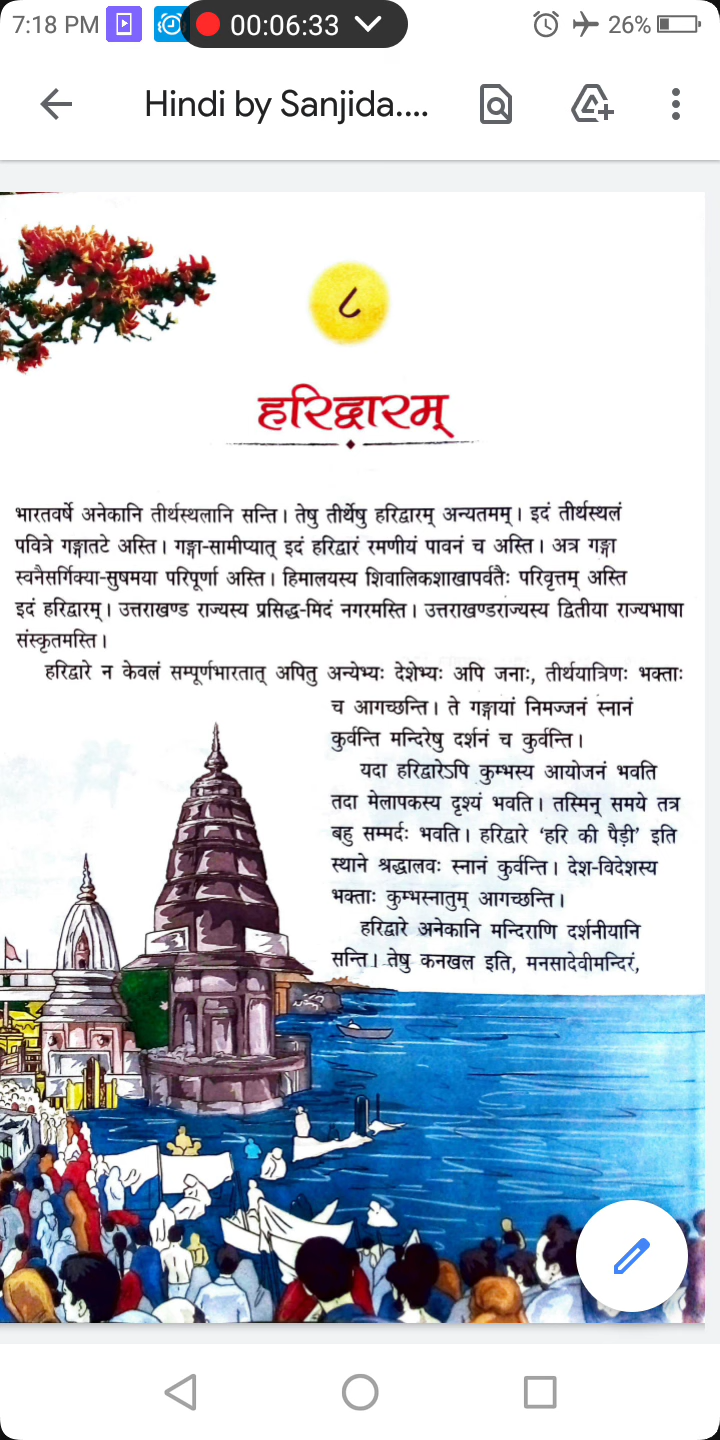 7:18 PM
00:06:33
26%
Hindi by Sanjida....
८
हरिद्वारम्
भारतवर्षे अनेकानि तीर्थस्थलानि सन्ति। तेषु तीर्थेषु हरिद्वारम् अन्यतमम्। इदं तीर्थस्थलं
पवित्रे गङ्गातटे अस्ति। गङ्गा-सामीप्यात् इदं हरिद्वारं रमणीयं पावनं च अस्ति। अत्र गङ्गा
स्वनैसर्गिक्या-सुषमया परिपूर्णा अस्ति। हिमालयस्य शिवालिकशाखापर्वतैः परिवृत्तम् अस्ति
इदं हरिद्वारम्। उत्तराखण्ड राज्यस्य प्रसिद्ध-मिदं नगरमस्ति। उत्तराखण्डराज्यस्य द्वितीया राज्यभाषा
संस्कृतमस्ति।
हरिद्वारे न केवलं सम्पूर्णभारतात् अपितु अन्येभ्यः देशेभ्यः अपि जनाः, तीर्थयात्रिणः भक्ताः
च आगच्छन्ति। ते गङ्गायां निमज्जनं स्नानं
कुर्वन्ति मन्दिरेषु दर्शनं च कुर्वन्ति।
यदा हरिद्वारेऽपि कुम्भस्य आयोजनं भवति
तदा मेलापकस्य दृश्यं भवति। तस्मिन् समये तत्र
बहु सम्मर्दः भवति। हरिद्वारे ‘हरि की पैड़ी’ इति
स्थाने श्रद्धालवः स्नानं कुर्वन्ति। देश-विदेशस्य
भक्ताः कुम्भस्नातुम् आगच्छन्ति।
हरिद्वारे अनेकानि मन्दिराणि दर्शनीयानि
सन्ति। तेषु कनखल इति, मनसादेवीमन्दिरं,